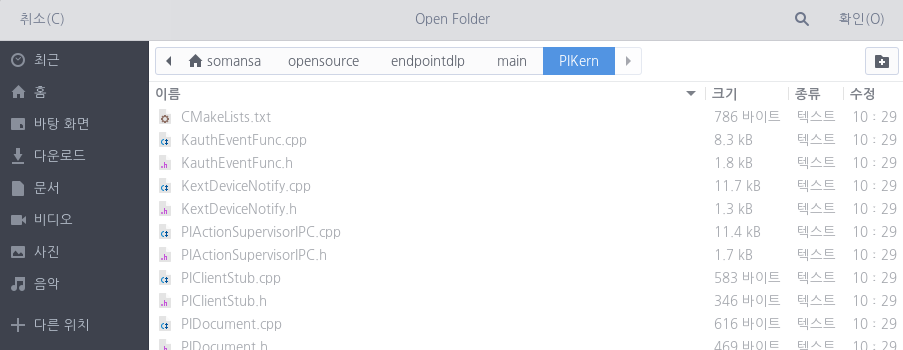 취소(C) Open Folder 확인(O)
최근
홈
바탕 화면
다운로드
문서
비디오
사진
음악
다른 위치
somansa opensource endpointdlp main PIKern
이름 크기 종류 수정
CMakeLists.txt 786 바이트 텍스트 10 : 29
KauthEventFunc.cpp 8.3 kB 텍스트 10 : 29
KauthEventFunc.h 1.8 kB 텍스트 10 : 29
KextDeviceNotify.cpp 11.7 kB 텍스트 10 : 29
KextDeviceNotify.h 1.3 kB 텍스트 10 : 29
PIActionSupervisorIPC.cpp 11.4 kB 텍스트 10 : 29
PIActionSupervisorIPC.h 1.7 kB 텍스트 10 : 29
PIClientStub.cpp 583 바이트 텍스트 10 : 29
PIClientStub.h 346 바이트 텍스트 10 : 29
PIDocument.cpp 616 바이트 텍스트 10 : 29
PIDocument.h 469 바이트 텍스트 10 : 29